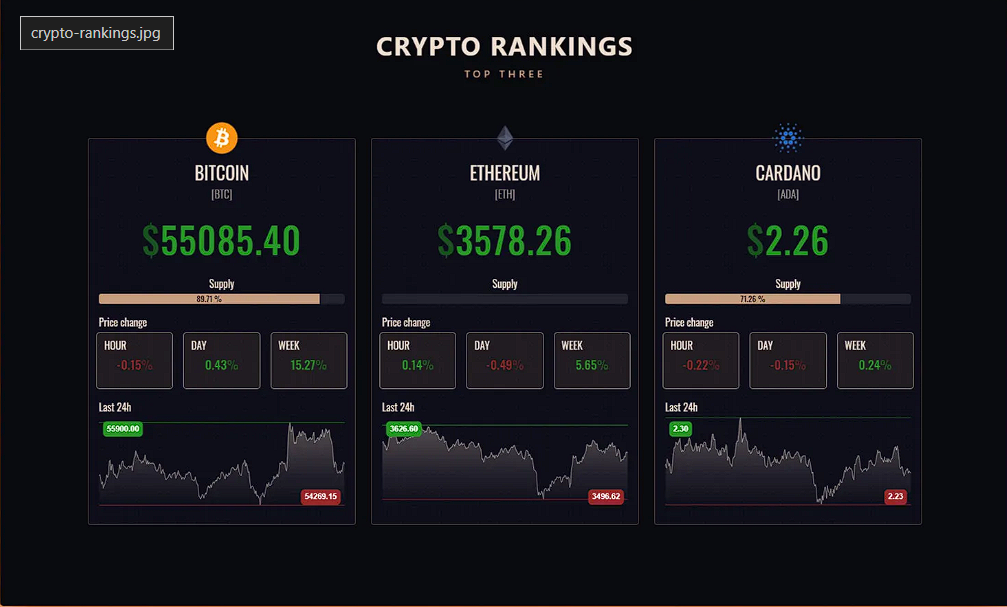 crypto-rankings.jpg
CRYPTO RANKINGS
TOP THREE
BITCOIN
[BTC]
$55085.40
Supply
89.71 %
Price change
HOUR
-0.15%
DAY
0.43%
WEEK
15.27%
Last 24h
55900.00
54269.15
ETHEREUM
[ETH]
$3578.26
Supply
Price change
HOUR
0.14%
DAY
-0.49%
WEEK
5.65%
Last 24h
3626.60
3496.62
CARDANO
[ADA]
$2.26
Supply
71.26 %
Price change
HOUR
-0.22%
DAY
-0.15%
WEEK
0.24%
Last 24h
2.30
2.23